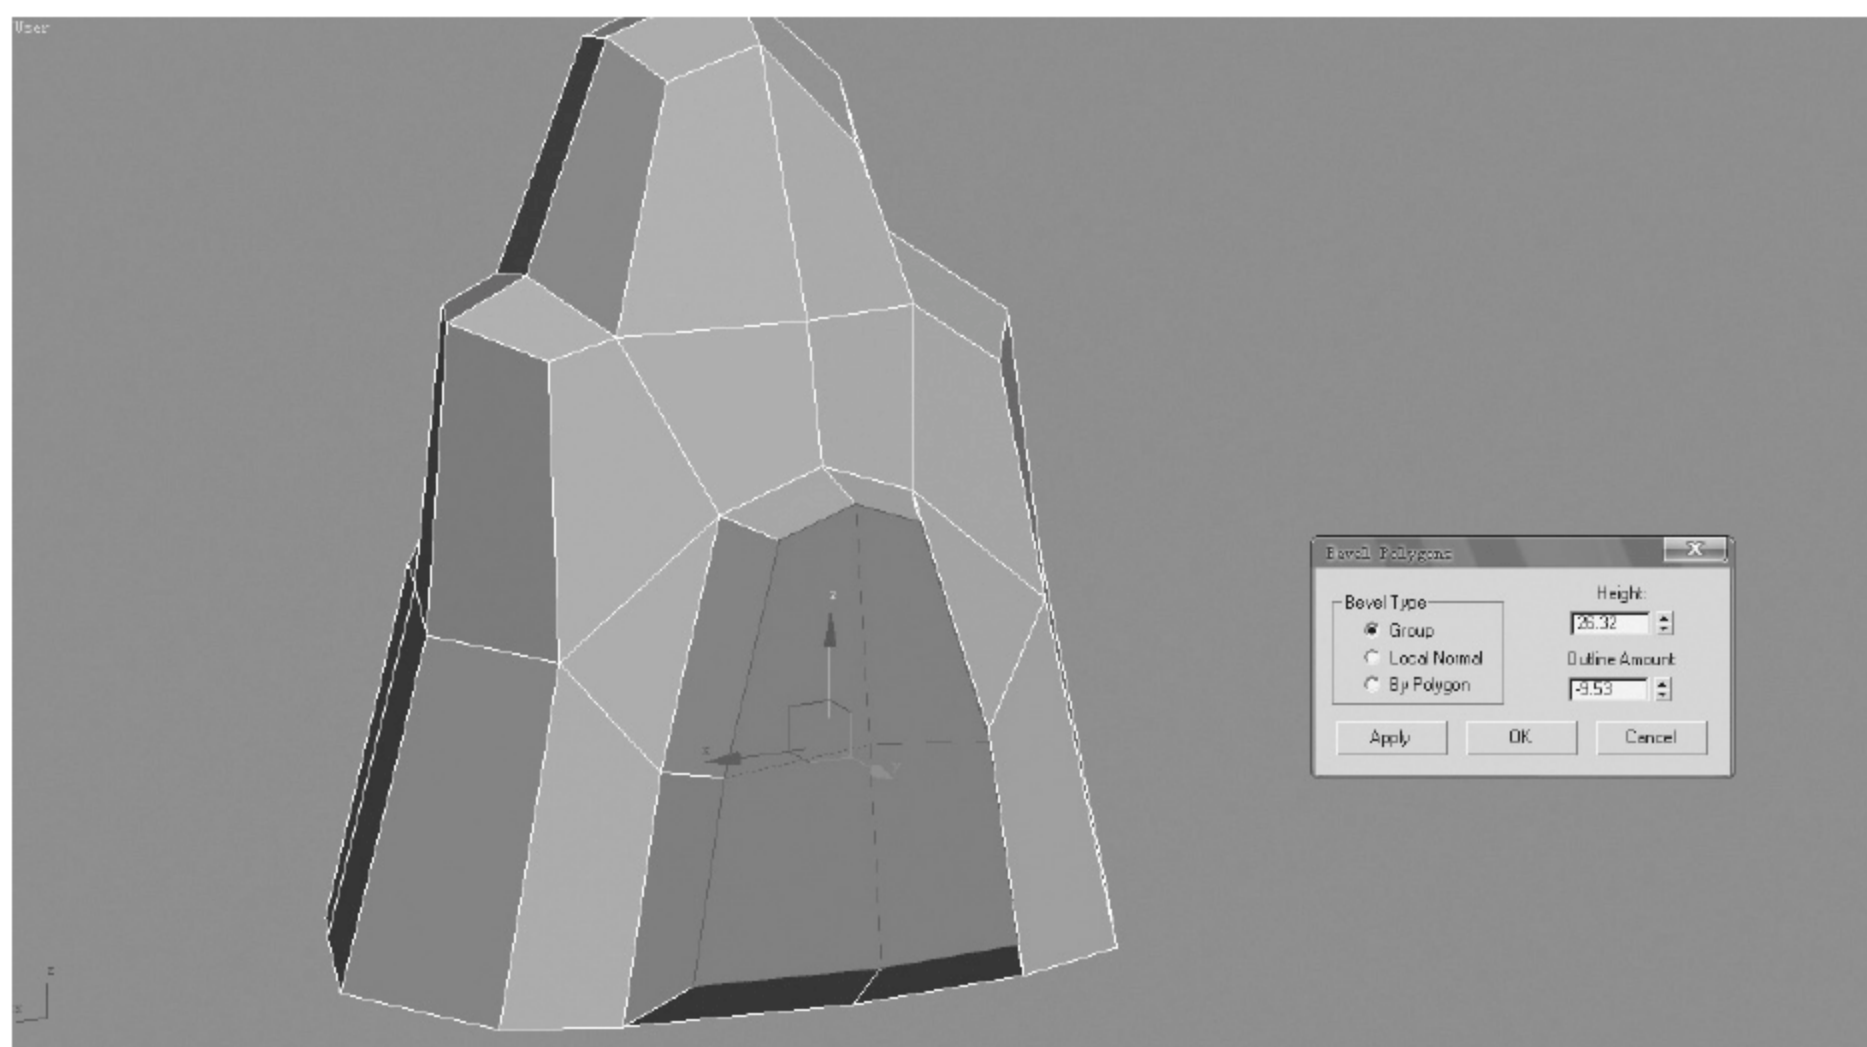 User
z
x
y
z
x
Bevel Polygons
Bevel Type
Group
Local Normal
By Polygon
Height:
26.32
Outline Amount:
-9.53
Apply
OK
Cancel